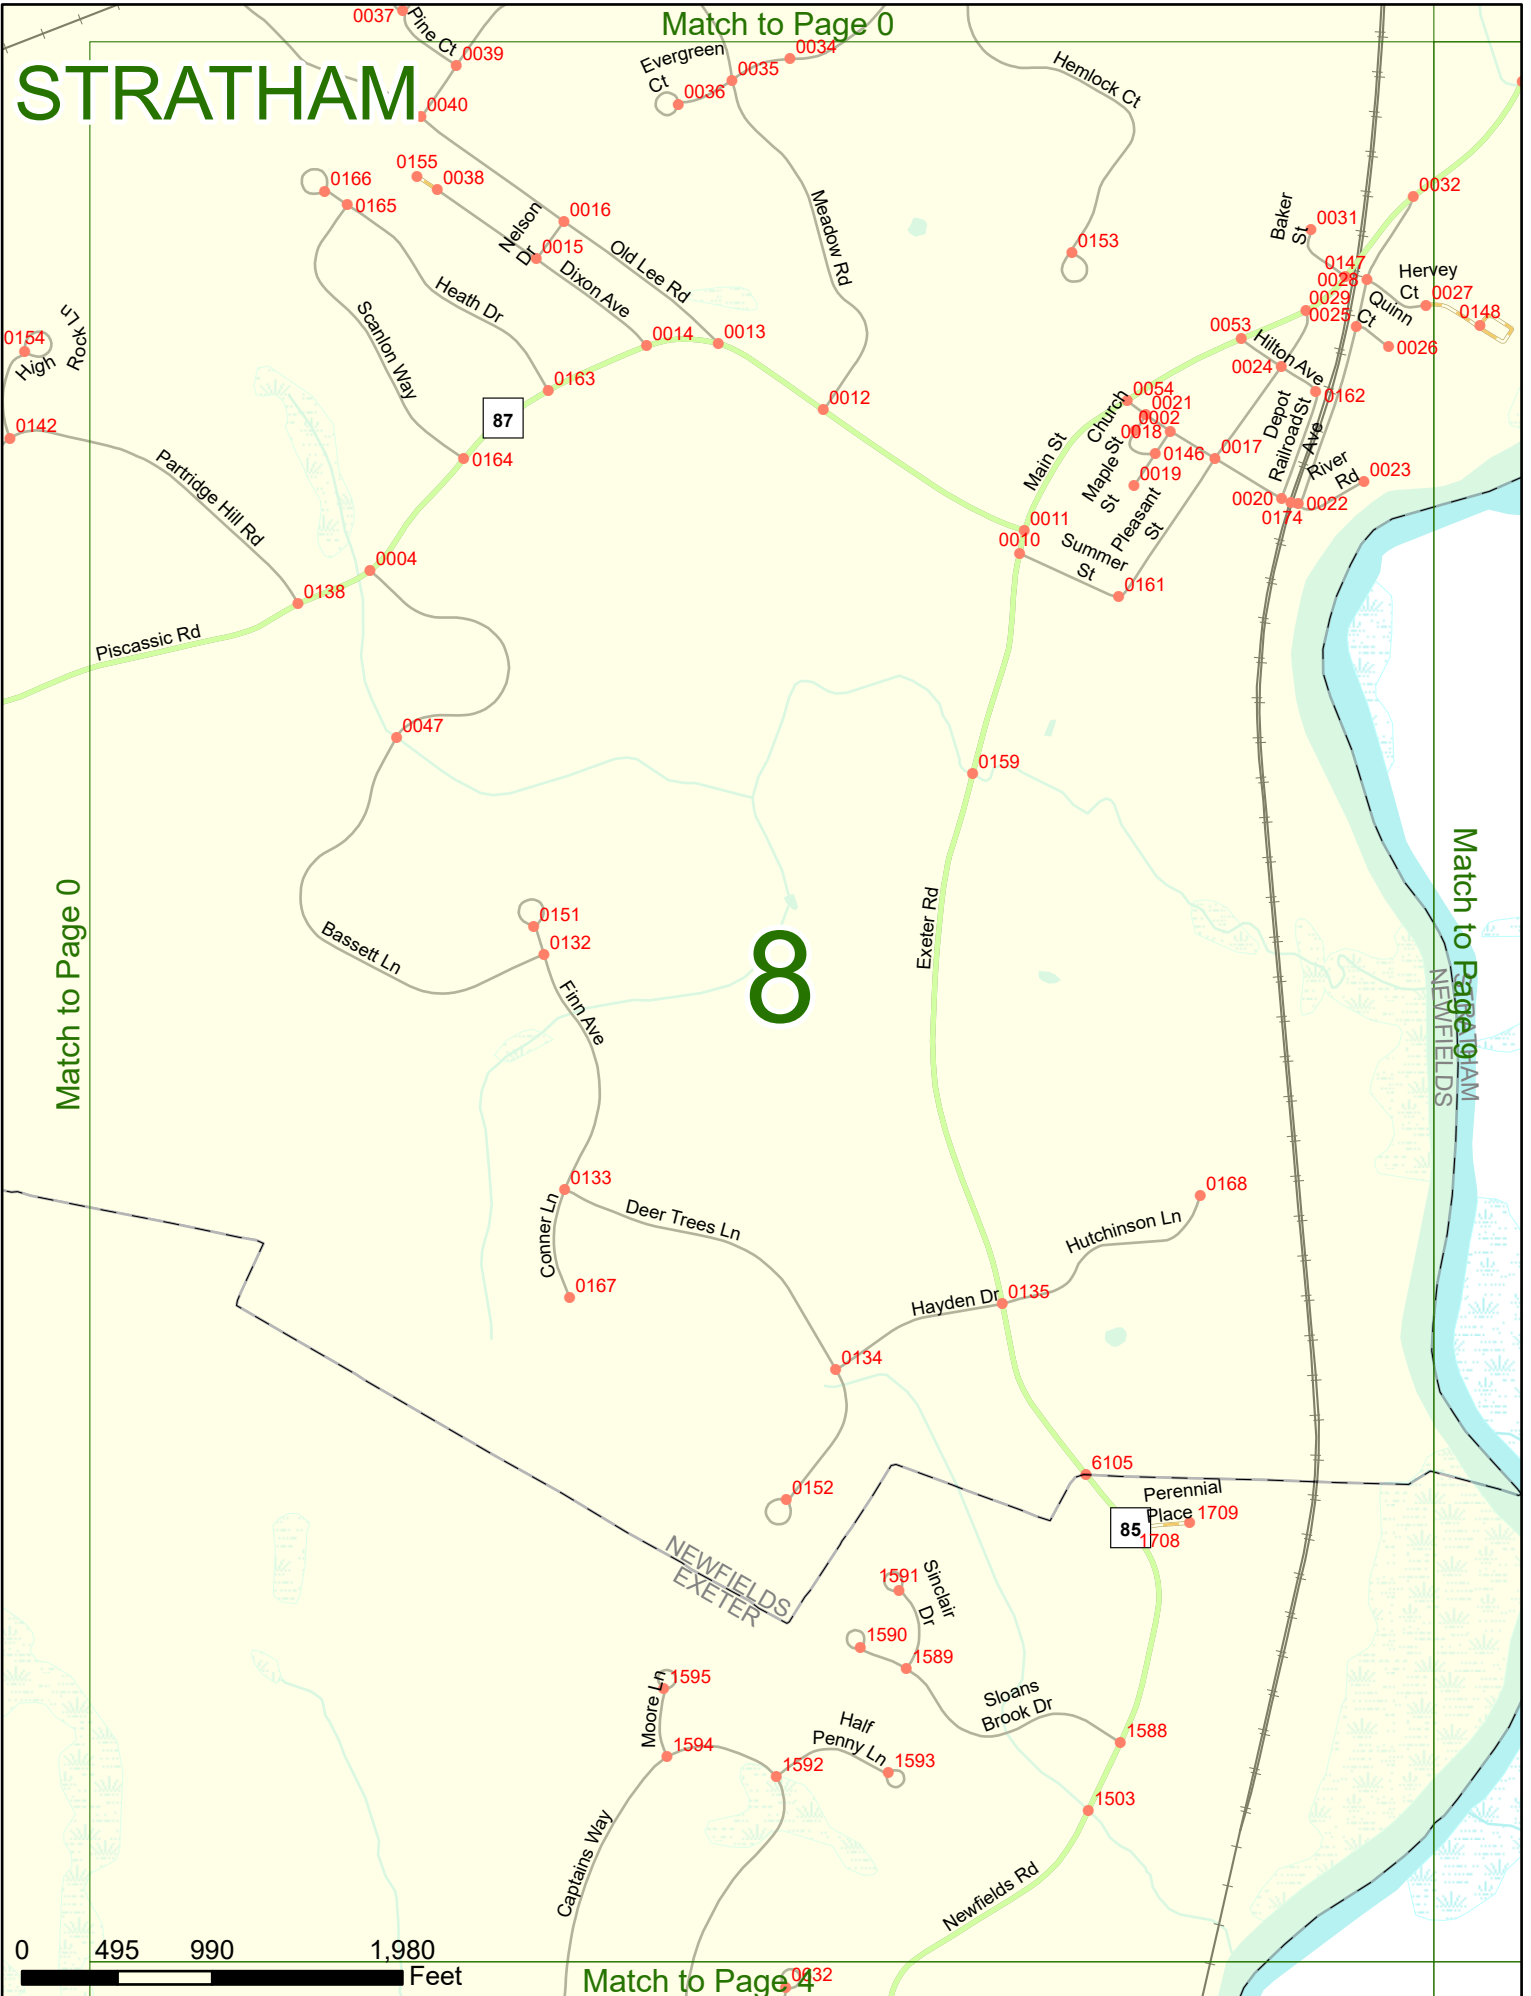 Match to Page 0
STRATHAM
0037
Pine Ct
0039
0040
Evergreen
Ct
0034
0035
0036
Hemlock Ct
0155
0038
0166
0165
0016
Nelson
Dr
0015
Old Lee Rd
Dixon Ave
Meadow Rd
0153
0032
Baker
St
0031
0147
0028
Hervey
Ct
0027
0148
Quinn
Ct
0029
0025
0026
0053
Hilton Ave
0024
0162
Heath Dr
Scanlon Way
0154
High
Rock Ln
0014
0013
0163
0012
87
0164
0142
Partridge Hill Rd
0054
0021
0002
0018
Church
St
0146
0019
Maple
St
Main St
0017
Depot
Railroad
St
Ave
River
Rd
0023
0020
0022
0174
Pleasant
St
0011
0010
Summer
St
0161
0004
0138
Piscassic Rd
0047
0159
Match to Page 0
Match to Page 9
STRATHAM
NEWFIELDS
Exeter Rd
0151
0132
Bassett Ln
Finn Ave
8
0133
Conner Ln
Deer Trees Ln
0167
0168
Hutchinson Ln
Hayden Dr
0135
0134
6105
0152
Perennial
Place
1709
85
1708
NEWFIELDS
EXETER
1591
Sinclair
Dr
1590
1589
1595
Moore Ln
1594
Sloans
Brook Dr
1588
Half
Penny Ln
1592
1593
1503
Captains Way
Newfields Rd
0 495 990 1,980
Feet
Match to Page 4
0632